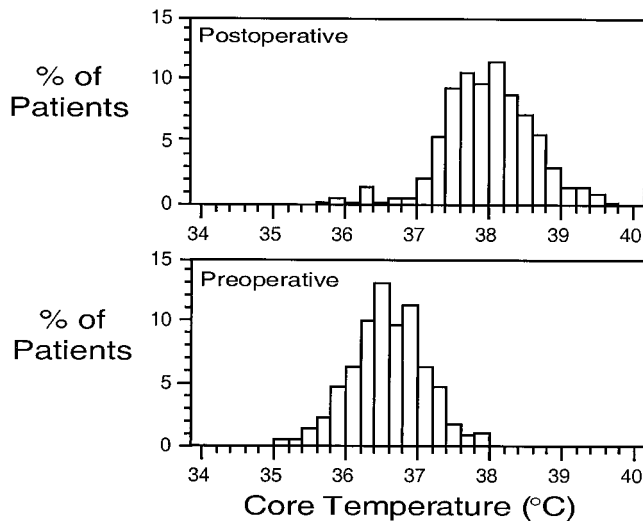 15
Postoperative
% of
Patients
10
5
0
34 35 36 37 38 39 40
15
Preoperative
% of
Patients
10
5
0
34 35 36 37 38 39 40
Core Temperature (°C)